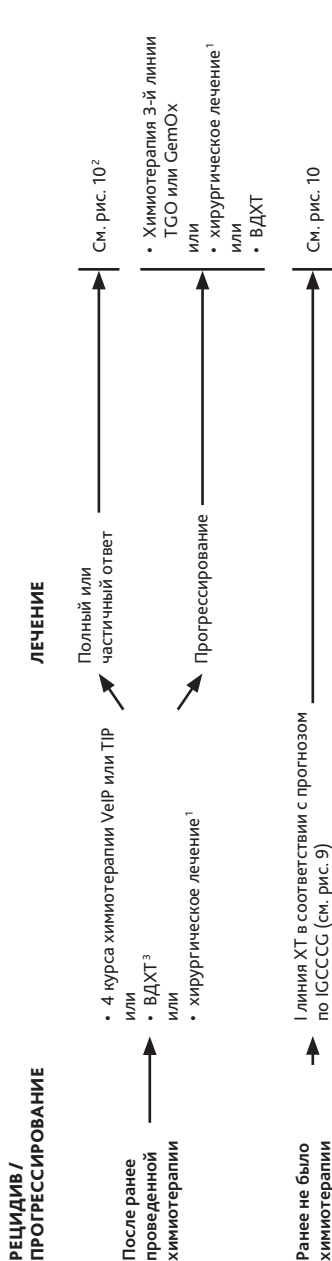 РЕЦИДИВ /
ПРОГРЕССИРОВАНИЕ
ЛЕЧЕНИЕ
После ранее
проведенной
химиотерапии
• 4 курса химиотерапии VeIP или TIP
или
• ВДХТ³
или
• хирургическое лечение¹
Полный или
частичный ответ
См. рис. 10²
Прогрессирование
• Химиотерапия 3-й линии
TGO или GemOx
или
• хирургическое лечение¹
или
• ВДХТ
Ранее не было
химиотерапии
I линия ХТ в соответствии с прогнозом
по IGCCCG (см. рис. 9)
См. рис. 10